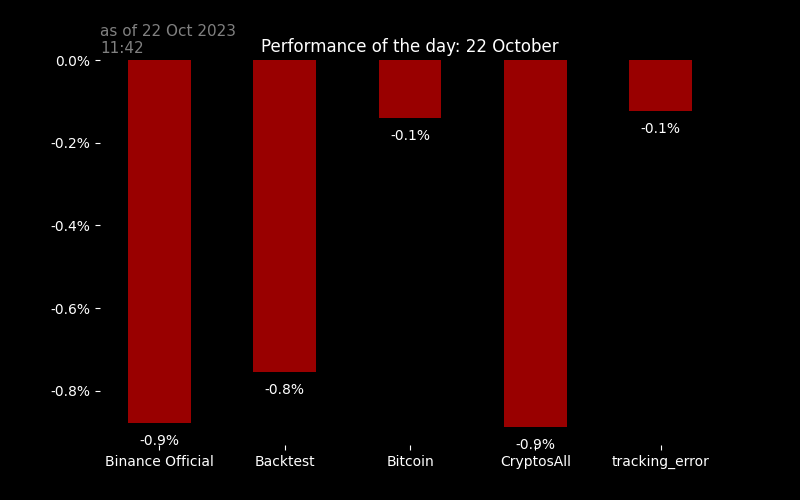 as of 22 Oct 2023
11:42
Performance of the day: 22 October
0.0%
-0.2%
-0.4%
-0.6%
-0.8%
-0.9%
-0.8%
-0.1%
-0.9%
-0.1%
Binance Official
Backtest
Bitcoin
CryptosAll
tracking_error